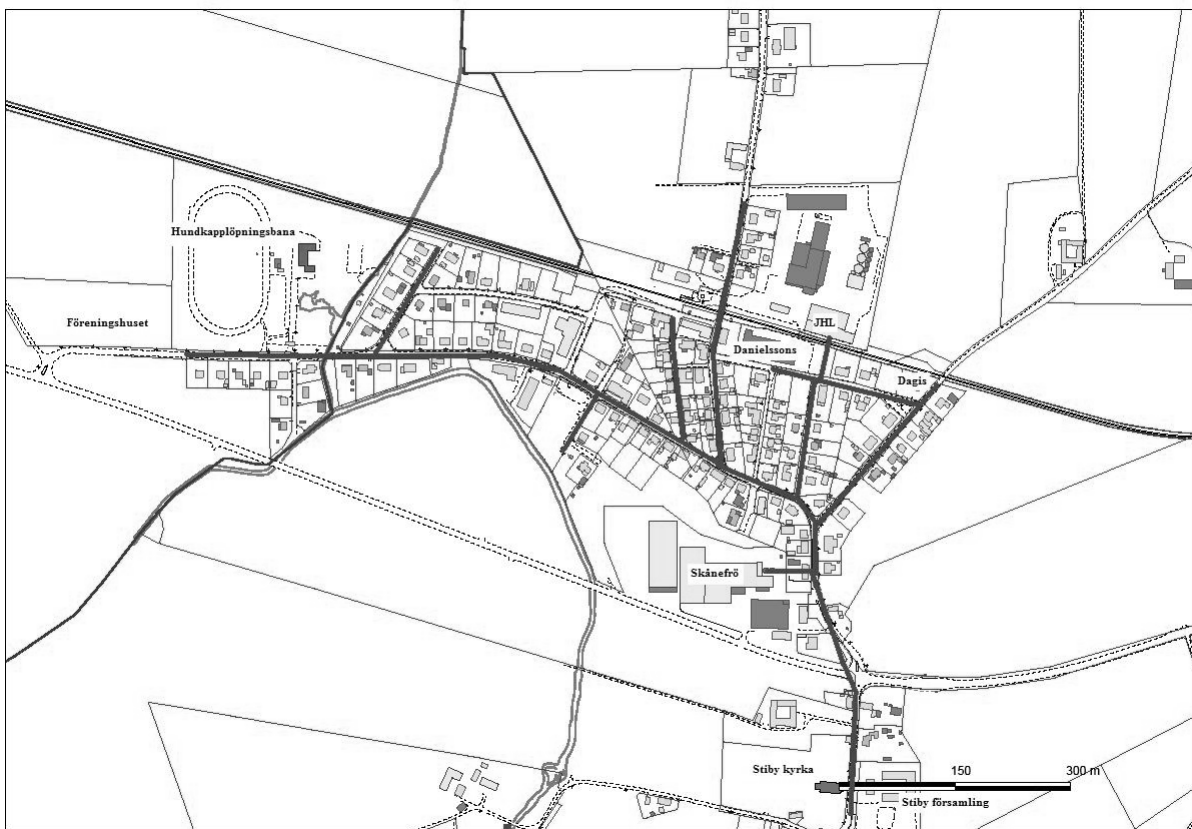 Hundkapplöpningsbana
Föreningshuset
JHL
Danielssons
Dagis
Skånefrö
Stiby kyrka
150
300 m
Stiby församling